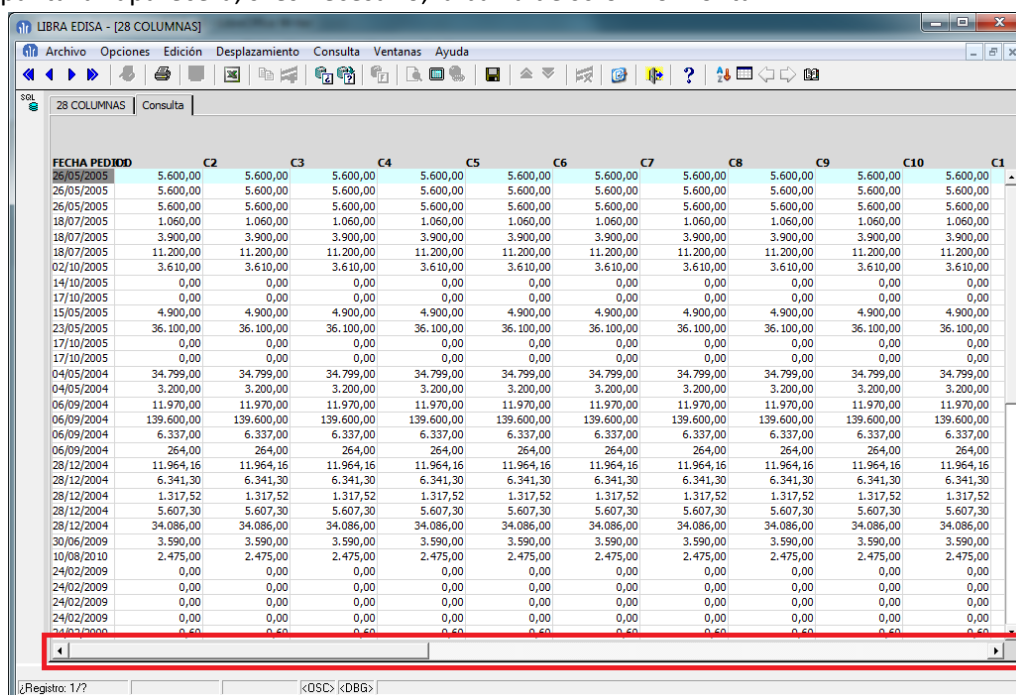 LIBRA EDISA - [28 COLUMNAS]
Archivo Opciones Edición Desplazamiento Consulta Ventanas Ayuda
SQL
28 COLUMNAS Consulta
FECHA PEDIDO C2 C3 C4 C5 C6 C7 C8 C9 C10 C1
26/05/2005 5.600,00 5.600,00 5.600,00 5.600,00 5.600,00 5.600,00 5.600,00 5.600,00 5.600,00 5.600,00
26/05/2005 5.600,00 5.600,00 5.600,00 5.600,00 5.600,00 5.600,00 5.600,00 5.600,00 5.600,00 5.600,00
26/05/2005 5.600,00 5.600,00 5.600,00 5.600,00 5.600,00 5.600,00 5.600,00 5.600,00 5.600,00 5.600,00
18/07/2005 1.060,00 1.060,00 1.060,00 1.060,00 1.060,00 1.060,00 1.060,00 1.060,00 1.060,00 1.060,00
18/07/2005 3.900,00 3.900,00 3.900,00 3.900,00 3.900,00 3.900,00 3.900,00 3.900,00 3.900,00 3.900,00
18/07/2005 11.200,00 11.200,00 11.200,00 11.200,00 11.200,00 11.200,00 11.200,00 11.200,00 11.200,00 11.200,00
02/10/2005 3.610,00 3.610,00 3.610,00 3.610,00 3.610,00 3.610,00 3.610,00 3.610,00 3.610,00 3.610,00
14/10/2005 0,00 0,00 0,00 0,00 0,00 0,00 0,00 0,00 0,00 0,00
17/10/2005 0,00 0,00 0,00 0,00 0,00 0,00 0,00 0,00 0,00 0,00
15/05/2005 4.900,00 4.900,00 4.900,00 4.900,00 4.900,00 4.900,00 4.900,00 4.900,00 4.900,00 4.900,00
23/05/2005 36.100,00 36.100,00 36.100,00 36.100,00 36.100,00 36.100,00 36.100,00 36.100,00 36.100,00 36.100,00
17/10/2005 0,00 0,00 0,00 0,00 0,00 0,00 0,00 0,00 0,00 0,00
17/10/2005 0,00 0,00 0,00 0,00 0,00 0,00 0,00 0,00 0,00 0,00
04/05/2004 34.799,00 34.799,00 34.799,00 34.799,00 34.799,00 34.799,00 34.799,00 34.799,00 34.799,00 34.799,00
04/05/2004 3.200,00 3.200,00 3.200,00 3.200,00 3.200,00 3.200,00 3.200,00 3.200,00 3.200,00 3.200,00
06/09/2004 11.970,00 11.970,00 11.970,00 11.970,00 11.970,00 11.970,00 11.970,00 11.970,00 11.970,00 11.970,00
06/09/2004 139.600,00 139.600,00 139.600,00 139.600,00 139.600,00 139.600,00 139.600,00 139.600,00 139.600,00 139.600,00
06/09/2004 6.337,00 6.337,00 6.337,00 6.337,00 6.337,00 6.337,00 6.337,00 6.337,00 6.337,00 6.337,00
06/09/2004 264,00 264,00 264,00 264,00 264,00 264,00 264,00 264,00 264,00 264,00
28/12/2004 11.964,16 11.964,16 11.964,16 11.964,16 11.964,16 11.964,16 11.964,16 11.964,16 11.964,16 11.964,16
28/12/2004 6.341,30 6.341,30 6.341,30 6.341,30 6.341,30 6.341,30 6.341,30 6.341,30 6.341,30 6.341,30
28/12/2004 1.317,52 1.317,52 1.317,52 1.317,52 1.317,52 1.317,52 1.317,52 1.317,52 1.317,52 1.317,52
28/12/2004 5.607,30 5.607,30 5.607,30 5.607,30 5.607,30 5.607,30 5.607,30 5.607,30 5.607,30 5.607,30
28/12/2004 34.086,00 34.086,00 34.086,00 34.086,00 34.086,00 34.086,00 34.086,00 34.086,00 34.086,00 34.086,00
30/06/2009 3.590,00 3.590,00 3.590,00 3.590,00 3.590,00 3.590,00 3.590,00 3.590,00 3.590,00 3.590,00
10/08/2010 2.475,00 2.475,00 2.475,00 2.475,00 2.475,00 2.475,00 2.475,00 2.475,00 2.475,00 2.475,00
24/02/2009 0,00 0,00 0,00 0,00 0,00 0,00 0,00 0,00 0,00 0,00
24/02/2009 0,00 0,00 0,00 0,00 0,00 0,00 0,00 0,00 0,00 0,00
24/02/2009 0,00 0,00 0,00 0,00 0,00 0,00 0,00 0,00 0,00 0,00
24/02/2009 0,00 0,00 0,00 0,00 0,00 0,00 0,00 0,00 0,00 0,00
¿Registro: 1/? <OSC> <DBG>